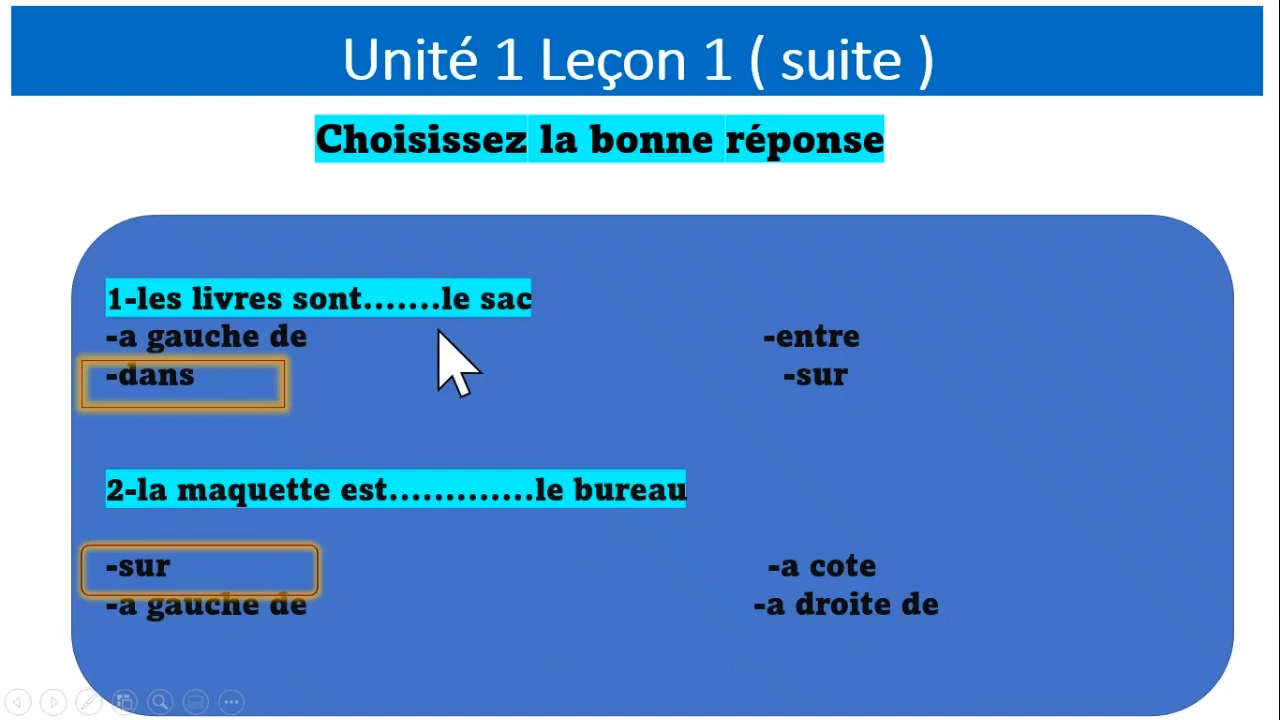 Unité 1 Leçon 1 ( suite )
Choisissez la bonne réponse
1-les livres sont.......le sac
-a gauche de -entre
-dans -sur
2-la maquette est.............le bureau
-sur -a cote
-a gauche de -a droite de